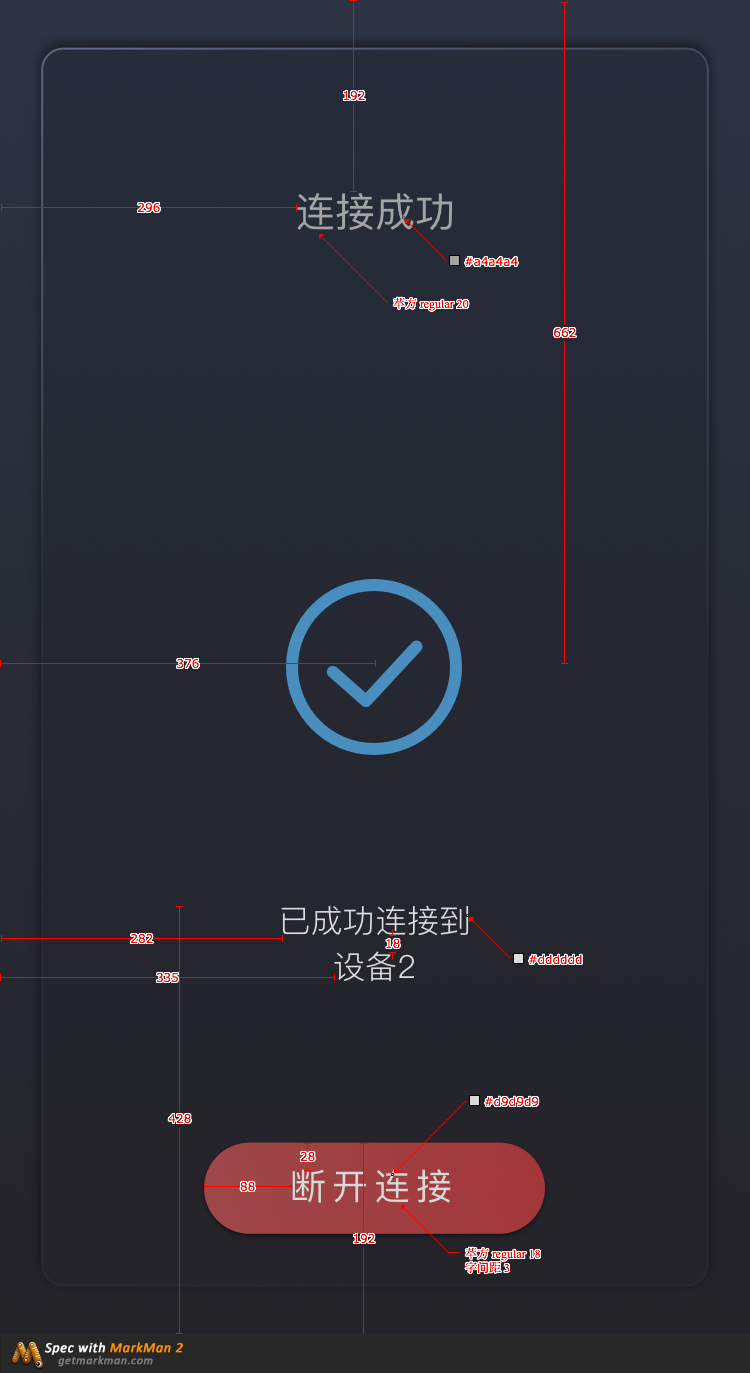 192
296
连接成功
#a4a4a4
苹方 regular 20
662
376
已成功连接到
282
18
#dddddd
设备2
335
#d9d9d9
428
28
88
断开连接
192
苹方 regular 18
字间距 3
Spec with MarkMan 2
getmarkman.com